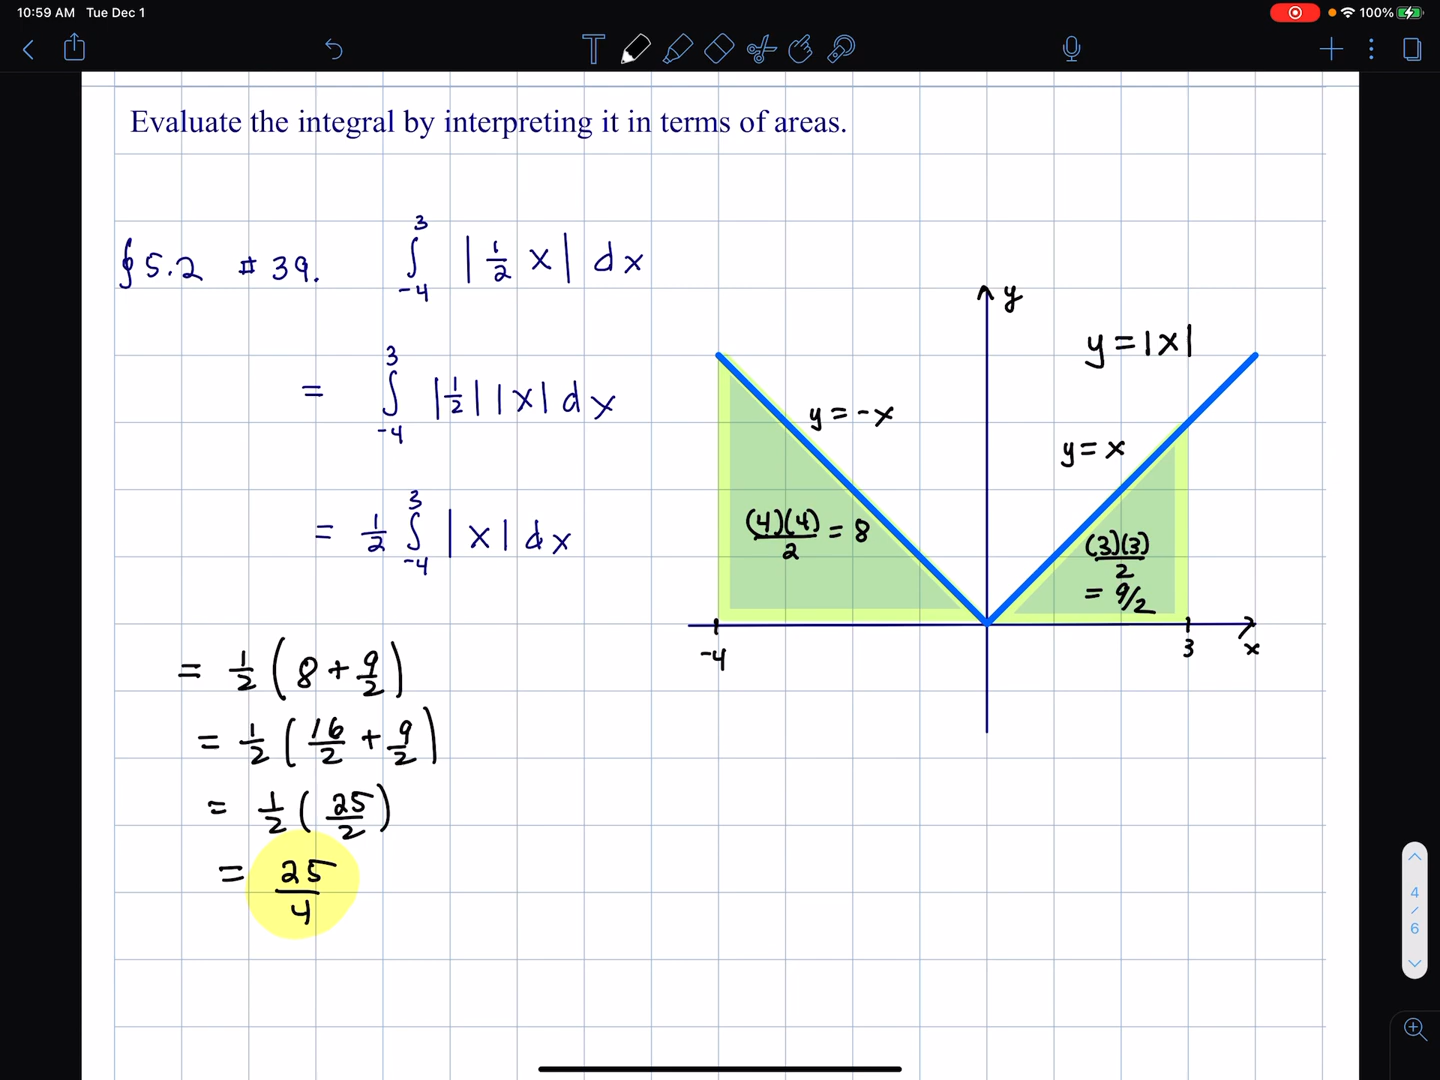 10:59 AM Tue Dec 1
100%
Evaluate the integral by interpreting it in terms of areas.
§5.2 #39. ∫_{-4}^{3} |1/2 x| dx
= ∫_{-4}^{3} |1/2| |x| dx
= 1/2 ∫_{-4}^{3} |x| dx
= 1/2 (8 + 9/2)
= 1/2 (16/2 + 9/2)
= 1/2 (25/2)
= 25/4
y
y = |x|
y = -x
y = x
(4)(4)/2 = 8
(3)(3)/2
= 9/2
-4
3
x
4
/
6